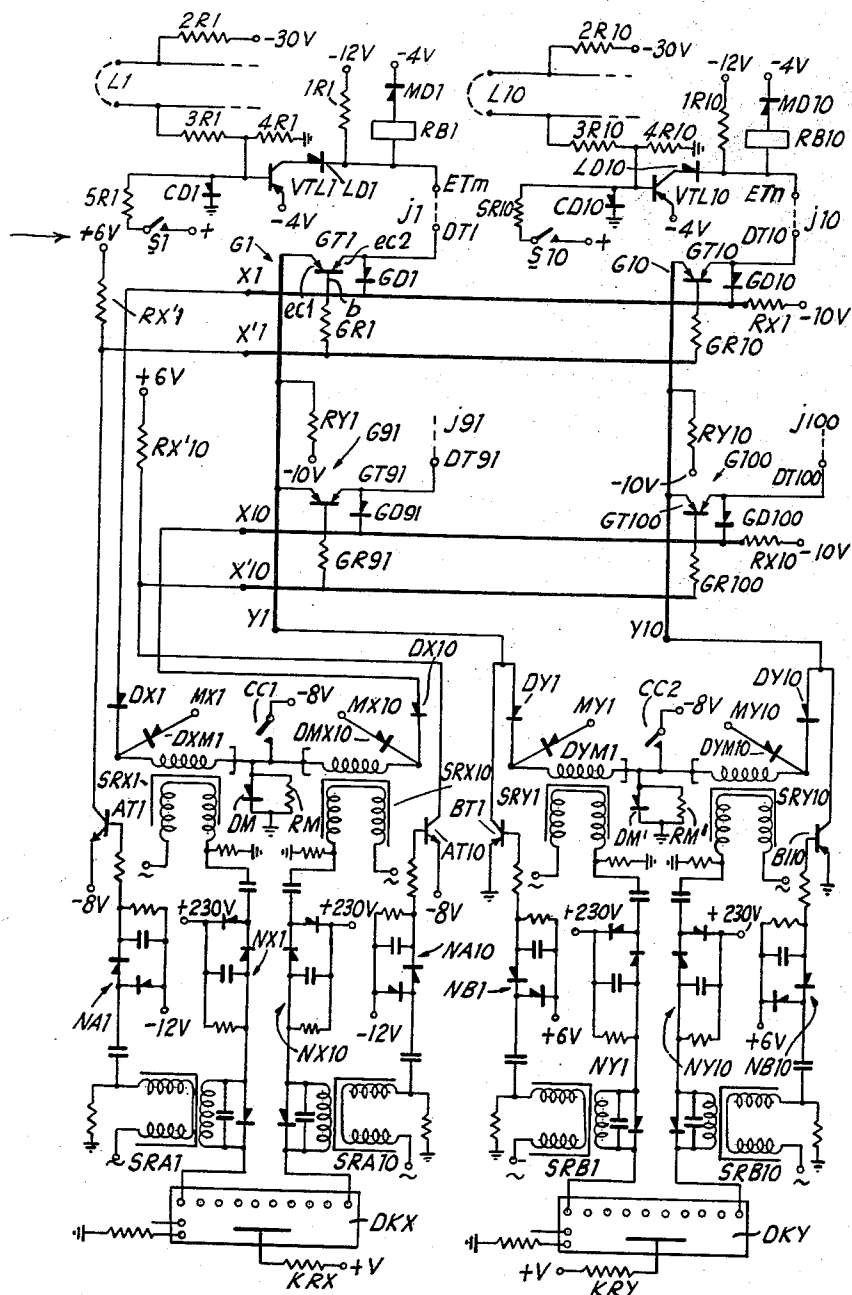 2R1 -30V
2R10 -30V
-12V -4V
-12V -4V
L1 MD1
L10 MD10
1R1
1R10
3R1 4R1 RB1
3R10 4R10 RB10
LD10
CD1 VTL1 LD1 ETm
CD10 VTL10 ETm
5R1
SR10
-4V j1
-4V j10
+6V S1 +
S10 +
DT1
DT10
G1 GT1 ec2
G10 GT10
X1 GD1
GD10
ec1 b
RX'1
RX1 -10V
X'1 GR1
GR10
+6V
RY1 G91 j91
RY10 j100
RX'10
-10V GT91 DT91
-10V G100 DT100
X10 GD91
GT100 GD100
RX10 -10V
GR91
GR100
X'10
Y1
Y10
DX10
DX1 MX1 CC1 -8V MX10
DY1 MY1 CC2 -8V MY10 DY10
DXM1 DMX10
DYM1 DYM10
SRX1 SRX10
SRY1 SRY10
AT1 DM RM
BT1 DM' RM'
AT10
B110
~ ~ ~ ~
-8V -8V
+230V +230V
+230V +230V
NX1 NA10
NB1
NA1 -12V NX10 -12V
+6V NY1 NY10 +6V NB10
~ SRA1 SRA10 ~
~ SRB1 SRB10 ~
DKX
DKY
KRX +V
+V KRY